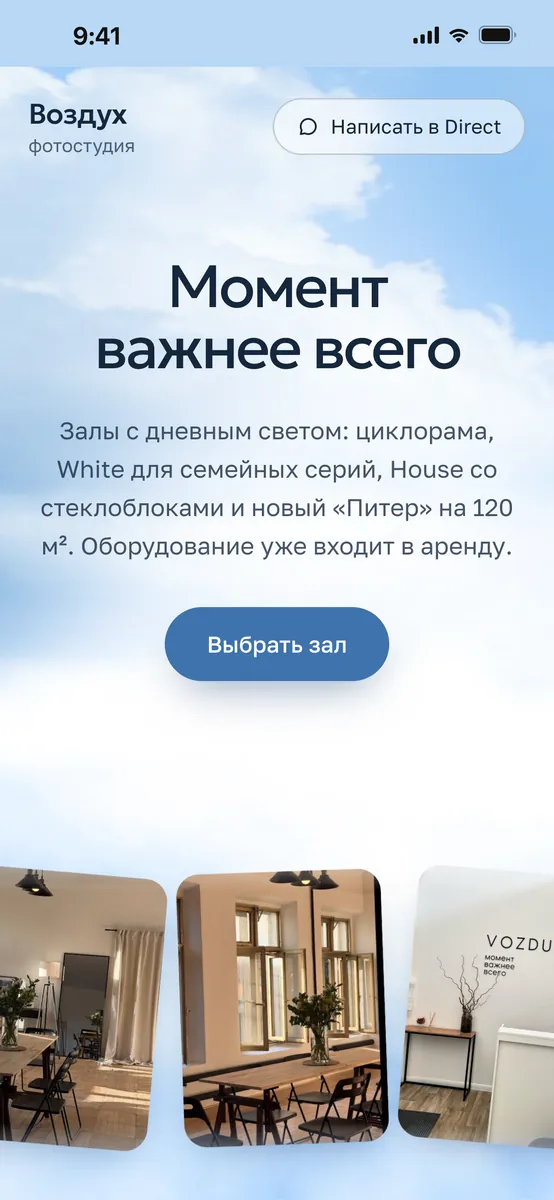 9:41
Воздух
фотостудия
Написать в Direct
Момент
важнее всего
Залы с дневным светом: циклорама,
White для семейных серий, House со
стеклоблоками и новый «Питер» на 120
м². Оборудование уже входит в аренду.
Выбрать зал
VOZDU
момент
важнее
всего